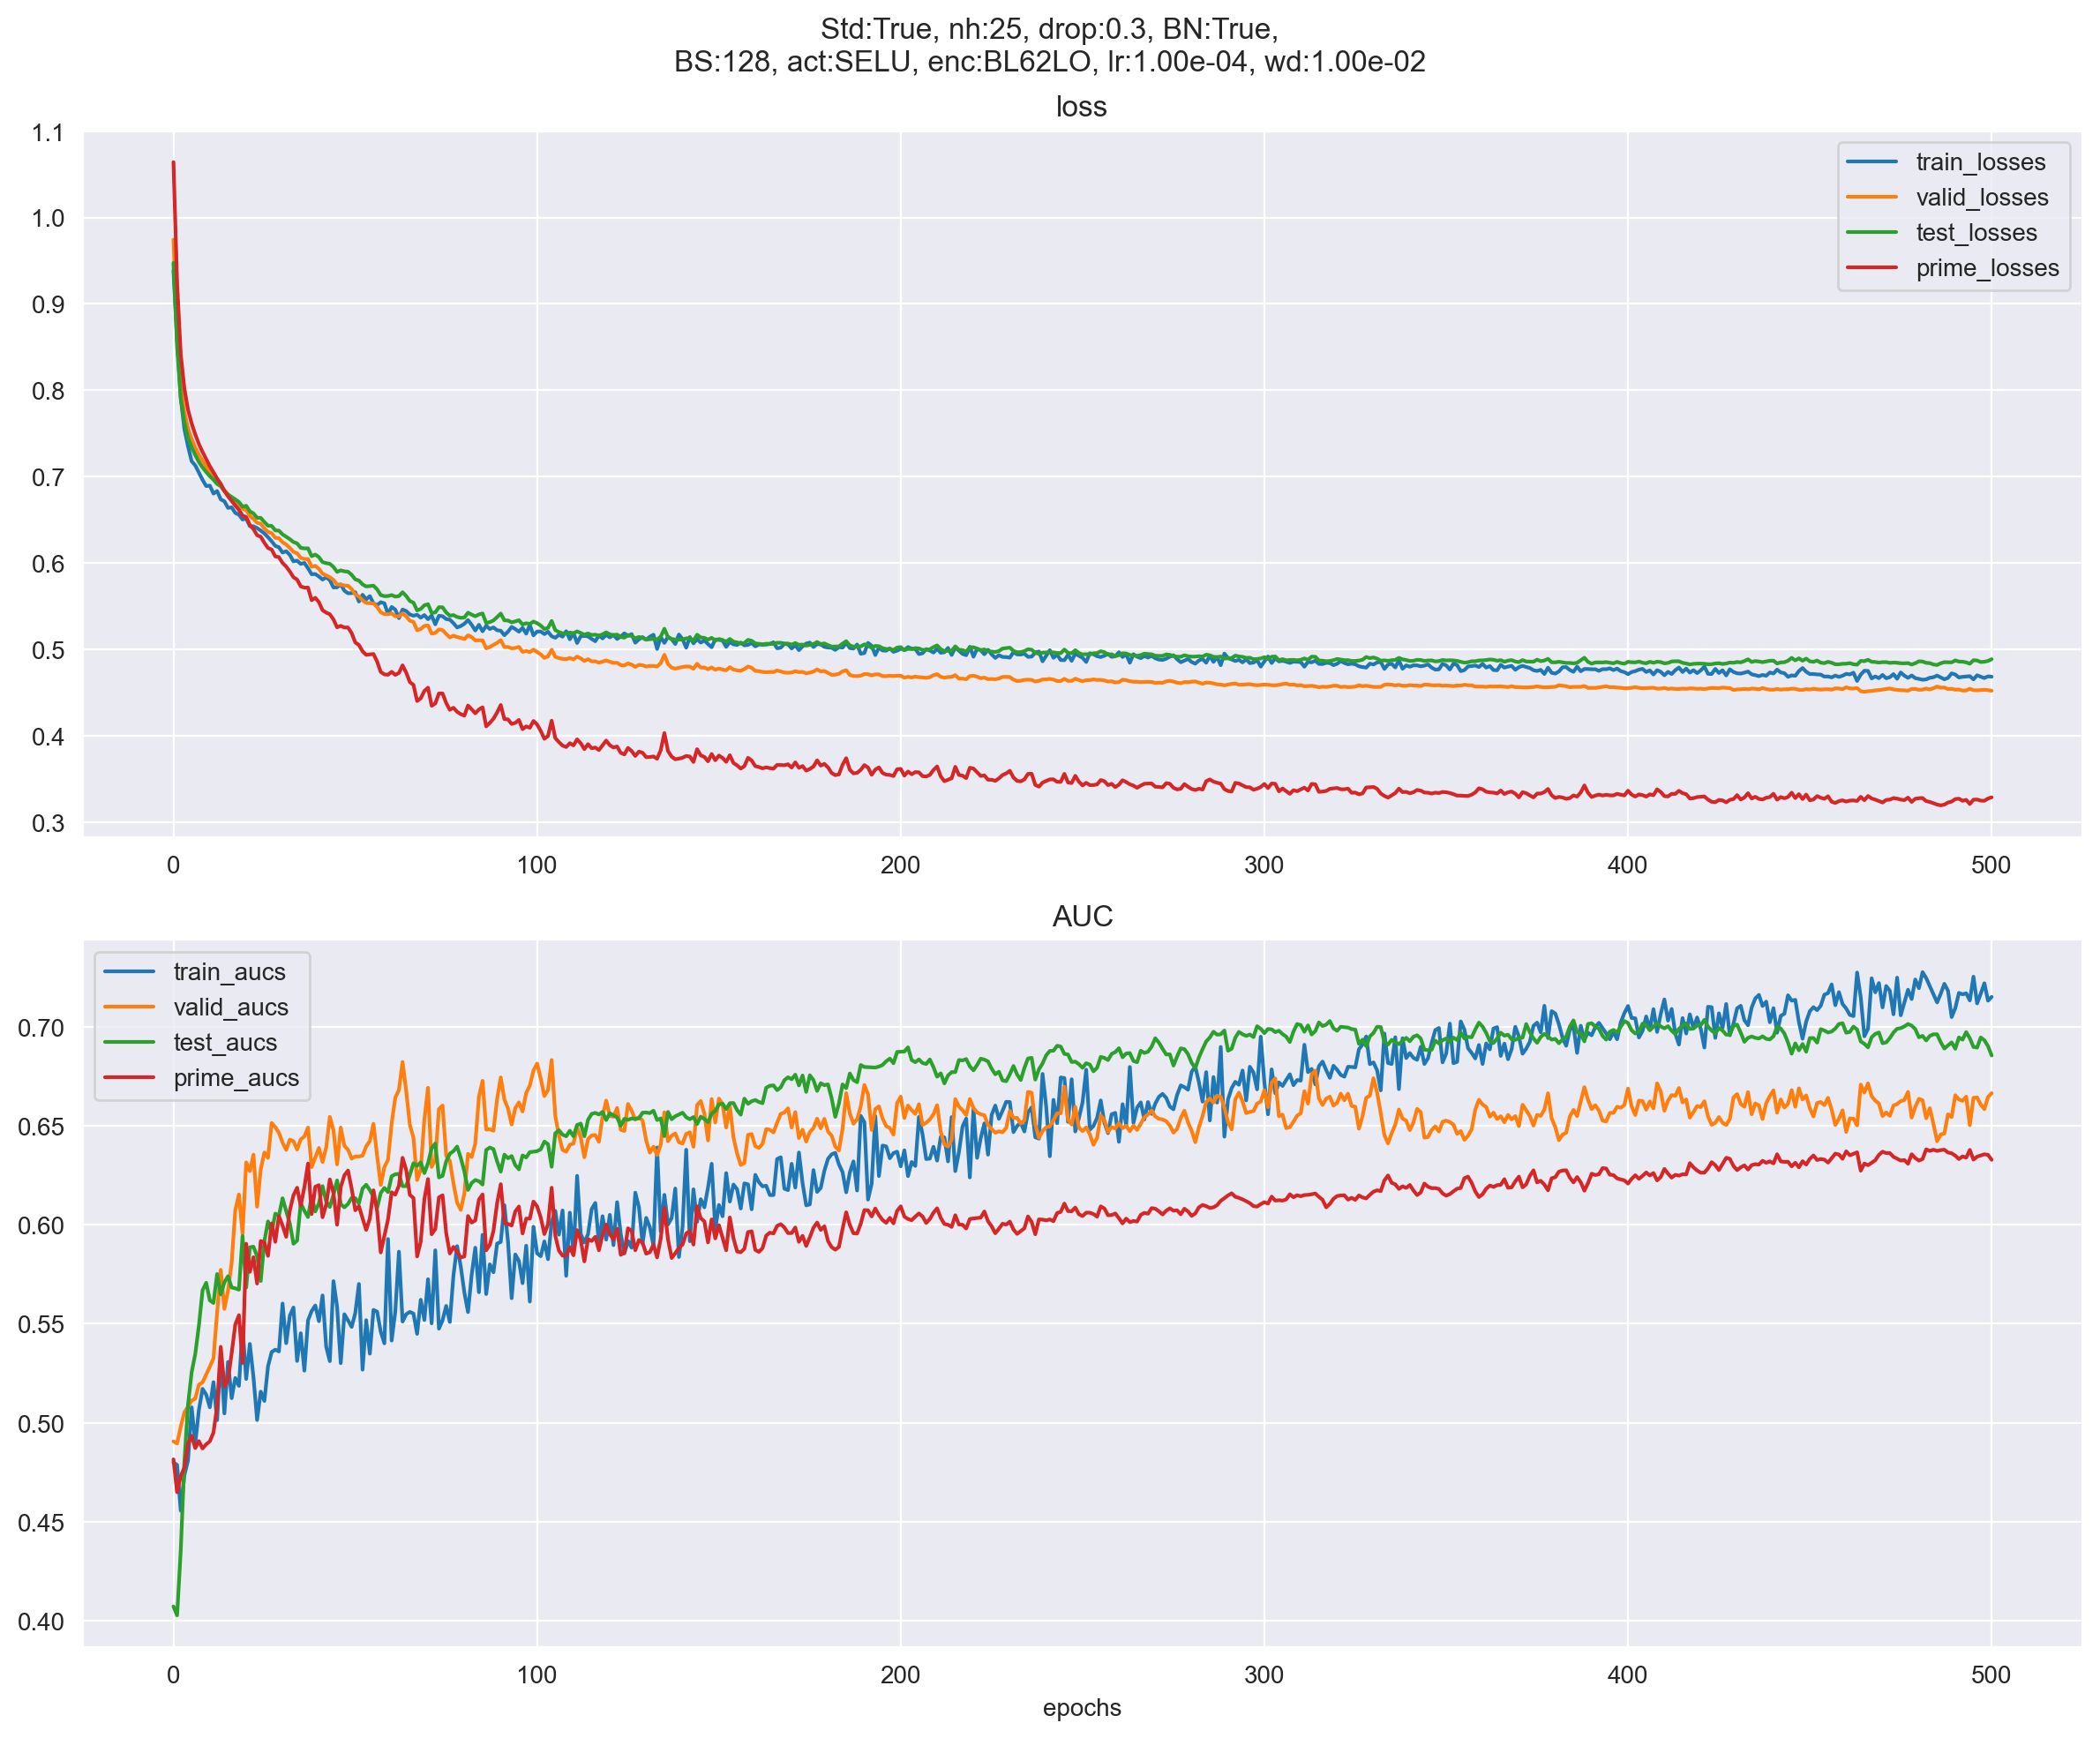 Std:True, nh:25, drop:0.3, BN:True,
BS:128, act:SELU, enc:BL62LO, lr:1.00e-04, wd:1.00e-02
loss
1.1
1.0
0.9
0.8
0.7
0.6
0.5
0.4
0.3
train_losses
valid_losses
test_losses
prime_losses
0 100 200 300 400 500
AUC
train_aucs
valid_aucs
test_aucs
prime_aucs
0.70
0.65
0.60
0.55
0.50
0.45
0.40
0 100 200 300 400 500
epochs